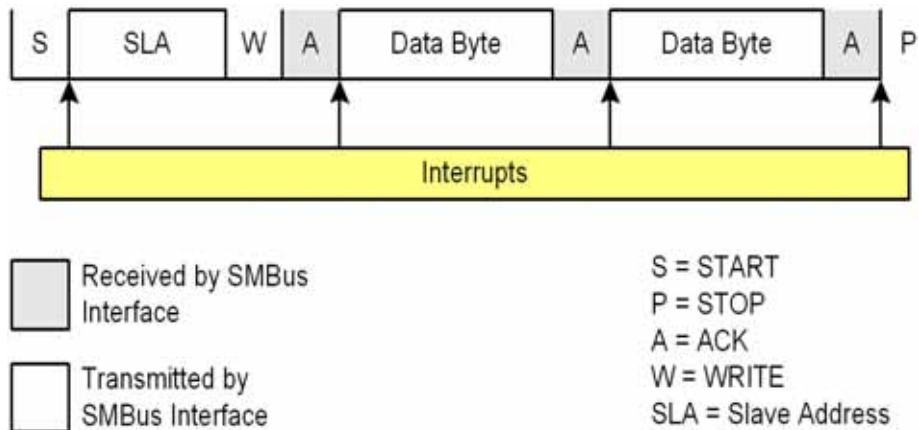 S SLA W A Data Byte A Data Byte A P
Interrupts
Received by SMBus
Interface
Transmitted by
SMBus Interface
S = START
P = STOP
A = ACK
W = WRITE
SLA = Slave Address